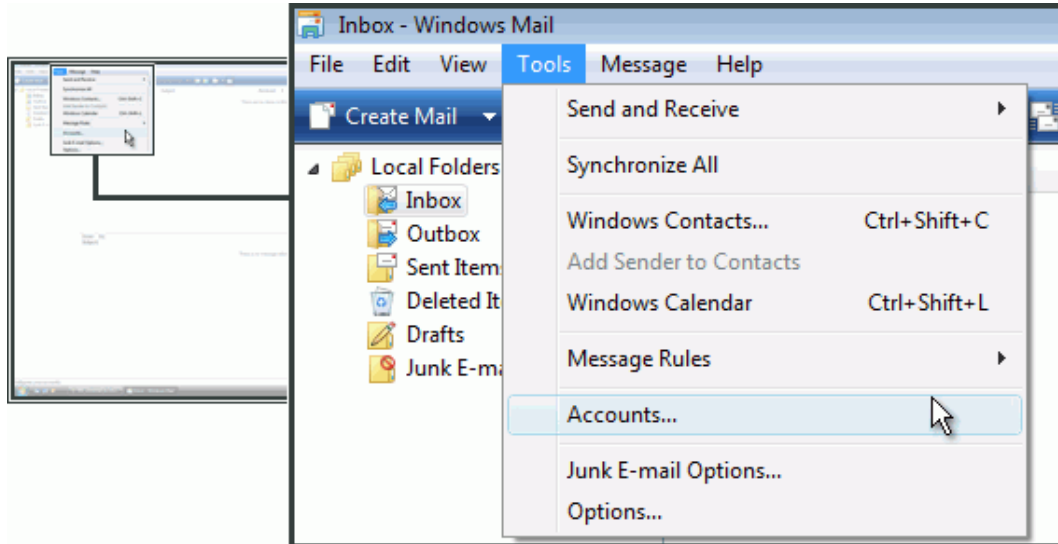 Inbox - Windows Mail
File Edit View Tools Message Help
Create Mail
Send and Receive
Synchronize All
Windows Contacts... Ctrl+Shift+C
Add Sender to Contacts
Windows Calendar Ctrl+Shift+L
Message Rules
Accounts...
Junk E-mail Options...
Options...
Local Folders
Inbox
Outbox
Sent Item
Deleted It
Drafts
Junk E-ma